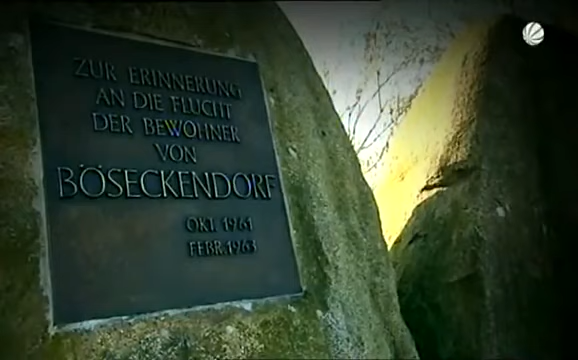 ZUR ERINNERUNG
AN DIE FLUCHT
DER BEWOHNER
VON
BÖSECKENDORF
OKT. 1961
FEBR. 1963